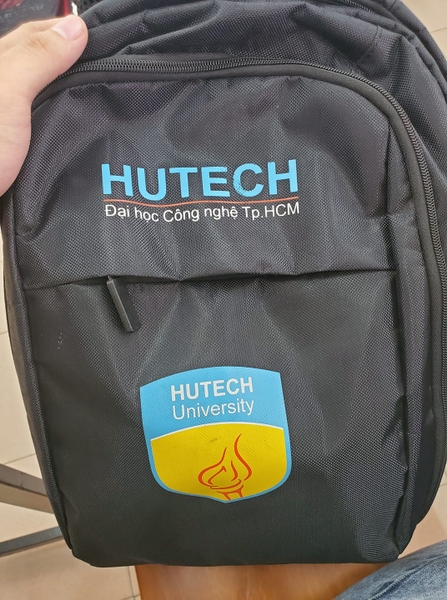 HUTECH
Đại học Công nghệ Tp.HCM
HUTECH
University